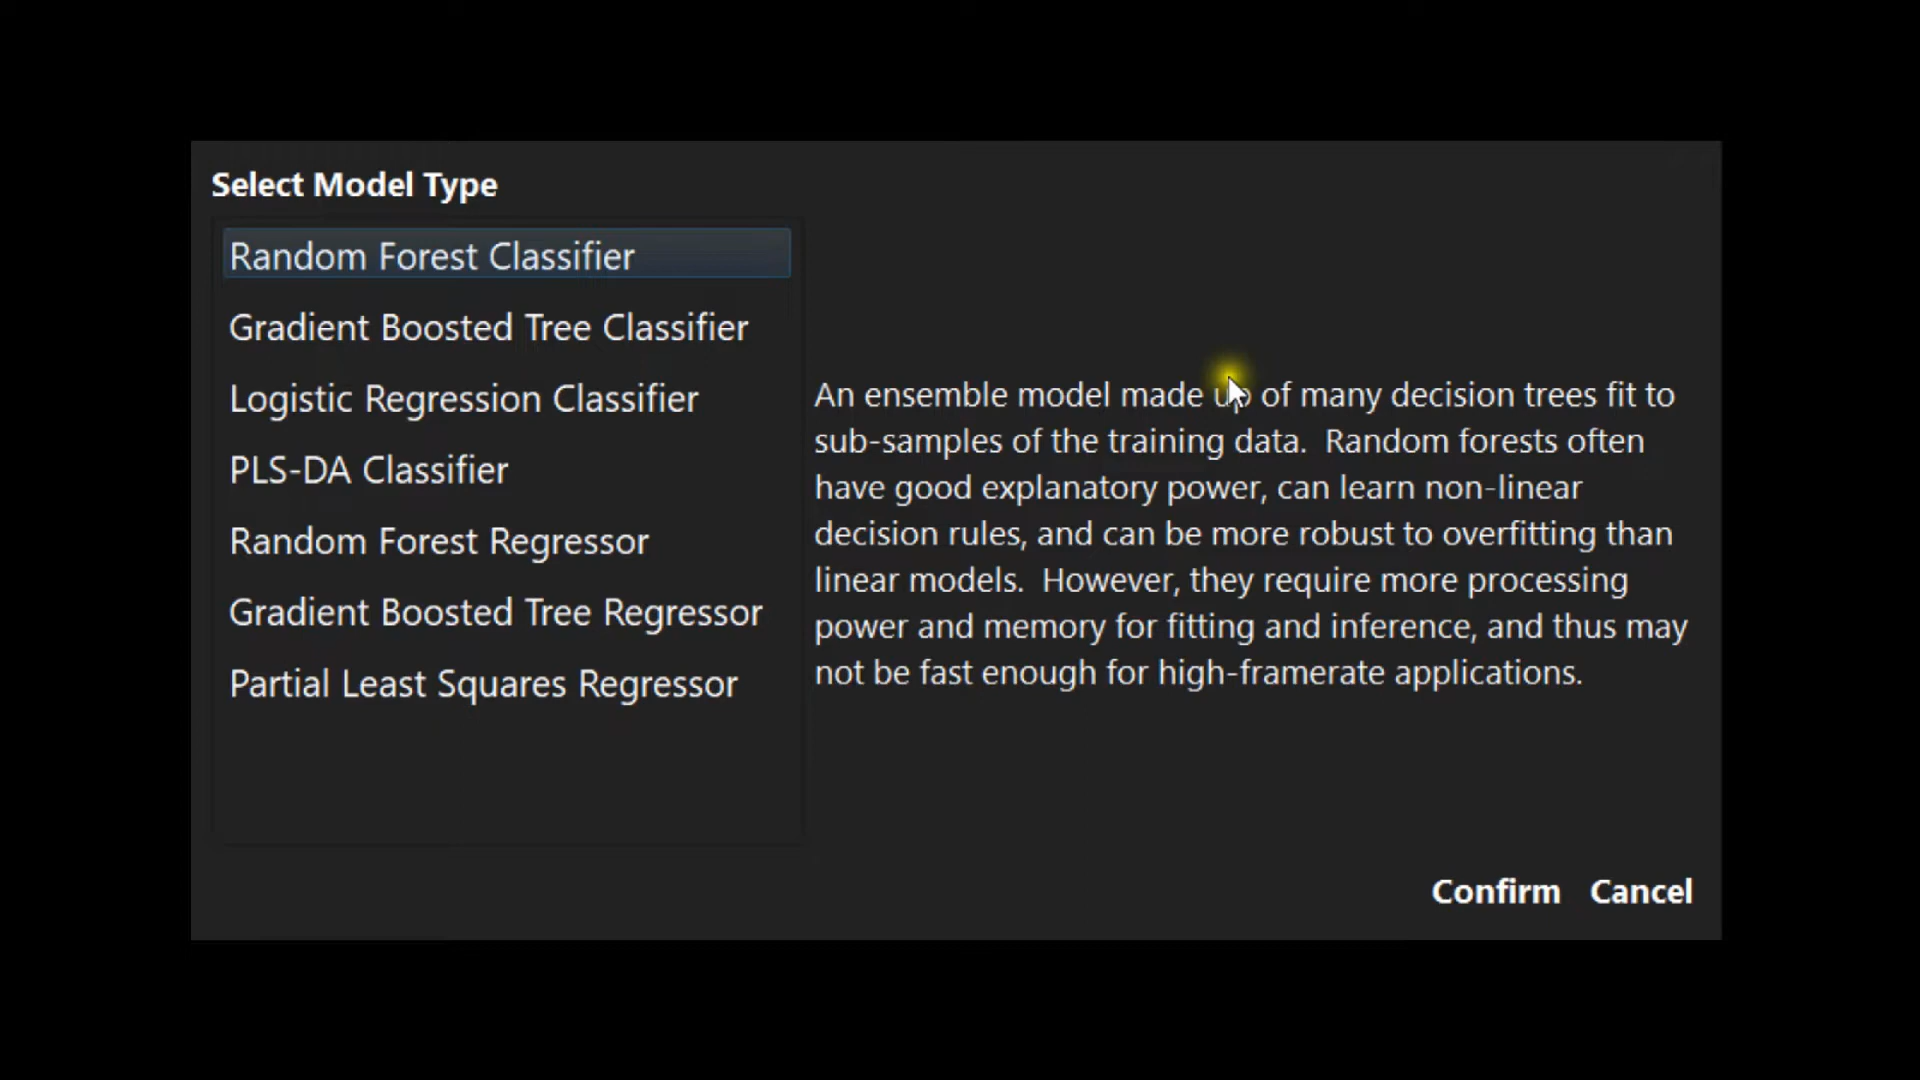 Select Model Type
Random Forest Classifier
Gradient Boosted Tree Classifier
Logistic Regression Classifier
PLS-DA Classifier
Random Forest Regressor
Gradient Boosted Tree Regressor
Partial Least Squares Regressor
An ensemble model made up of many decision trees fit to
sub-samples of the training data. Random forests often
have good explanatory power, can learn non-linear
decision rules, and can be more robust to overfitting than
linear models. However, they require more processing
power and memory for fitting and inference, and thus may
not be fast enough for high-framerate applications.
Confirm Cancel